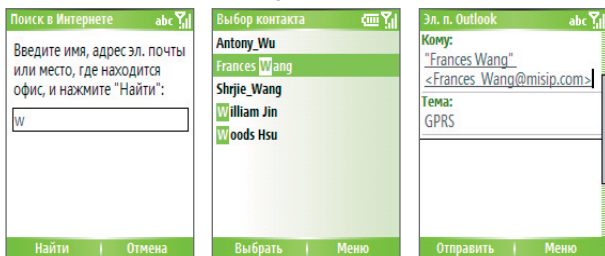 Поиск в Интернете abc
Введите имя, адрес эл. почты
или место, где находится
офис, и нажмите "Найти":
w
Найти Отмена
Выбор контакта
Antony_Wu
Frances Wang
Shrjie_Wang
William Jin
Woods Hsu
Выбрать Меню
Эл. п. Outlook abc
Кому:
"Frances Wang"
<Frances_Wang@misip.com>
Тема:
GPRS
Отправить Меню